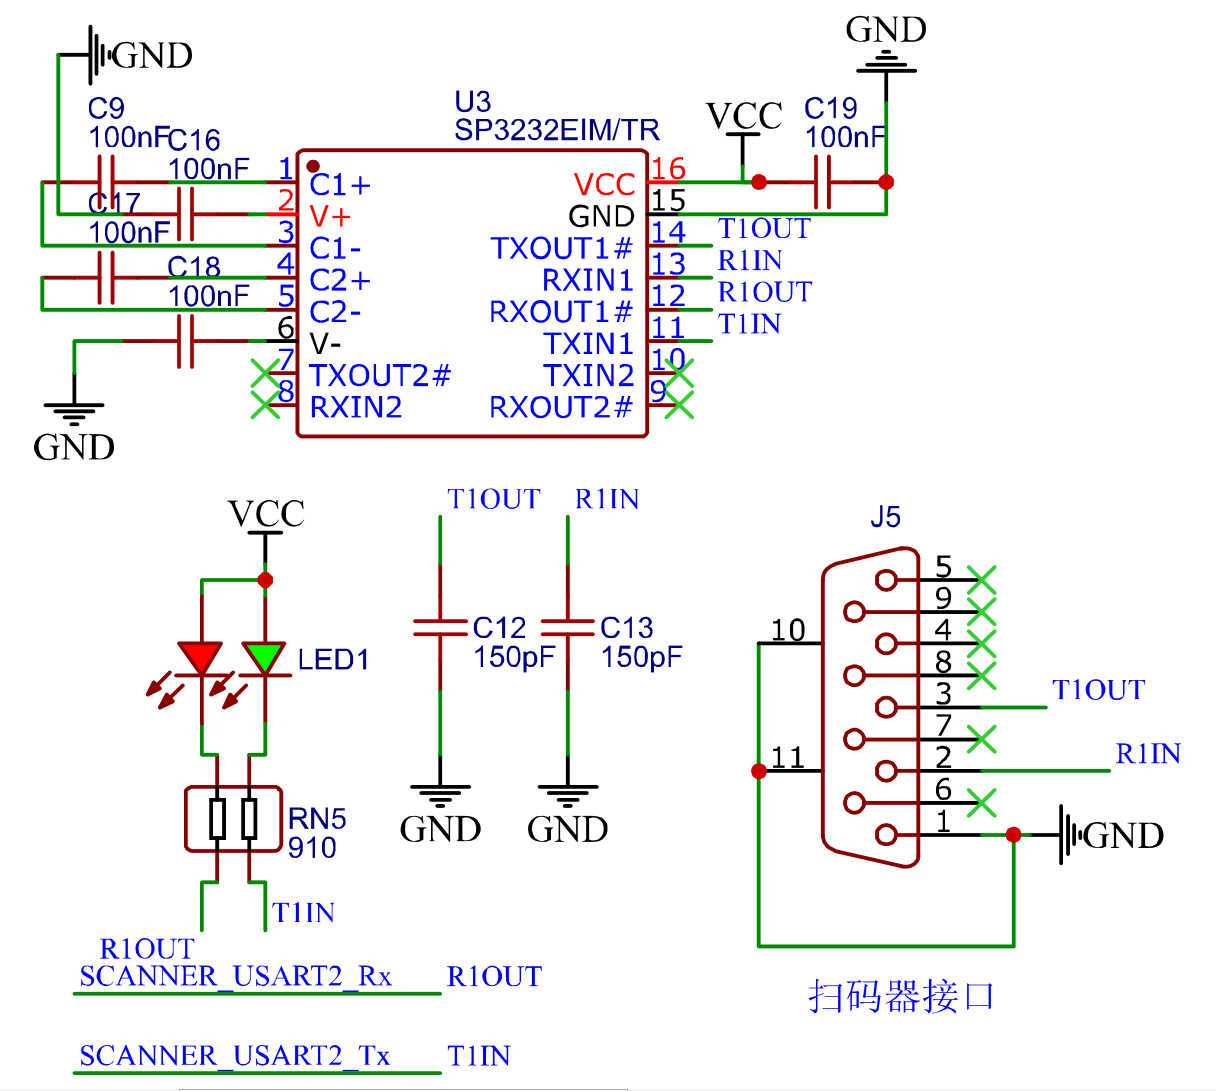 GND
GND
C9
100nF
C16
100nF
C17
100nF
C18
100nF
GND
U3
SP3232EIM/TR
1 C1+
2 V+
3 C1-
4 C2+
5 C2-
6 V-
7 TXOUT2#
8 RXIN2
VCC 16
GND 15
TXOUT1# 14
RXIN1 13
RXOUT1# 12
TXIN1 11
TXIN2 10
RXOUT2# 9
VCC
C19
100nF
T1OUT
R1IN
R1OUT
T1IN
VCC
LED1
RN5
910
T1IN
R1OUT
SCANNER_USART2_Rx R1OUT
SCANNER_USART2_Tx T1IN
T1OUT
R1IN
C12
150pF
C13
150pF
GND
GND
J5
10
11
5
9
4
8
3 T1OUT
7
2 R1IN
6
1 GND
扫码器接口